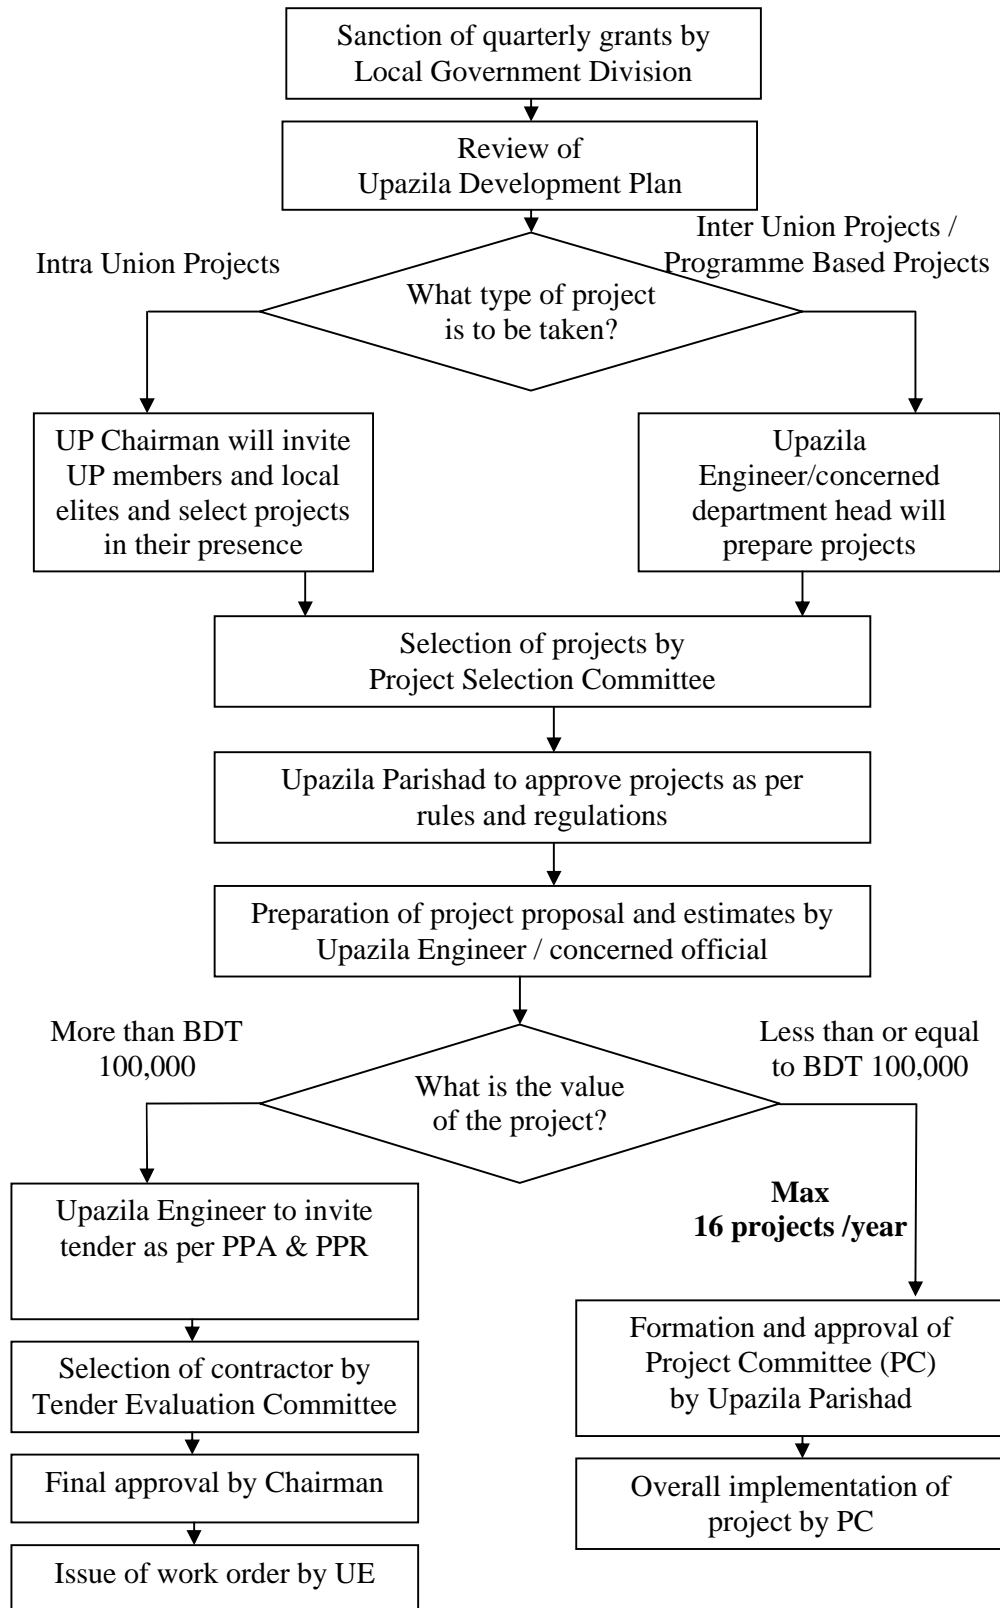 Sanction of quarterly grants by
Local Government Division
Review of
Upazila Development Plan
Intra Union Projects
Inter Union Projects /
Programme Based Projects
What type of project
is to be taken?
UP Chairman will invite
UP members and local
elites and select projects
in their presence
Upazila
Engineer/concerned
department head will
prepare projects
Selection of projects by
Project Selection Committee
Upazila Parishad to approve projects as per
rules and regulations
Preparation of project proposal and estimates by
Upazila Engineer / concerned official
More than BDT
100,000
Less than or equal
to BDT 100,000
What is the value
of the project?
Upazila Engineer to invite
tender as per PPA & PPR
Max
16 projects /year
Selection of contractor by
Tender Evaluation Committee
Final approval by Chairman
Issue of work order by UE
Formation and approval of
Project Committee (PC)
by Upazila Parishad
Overall implementation of
project by PC